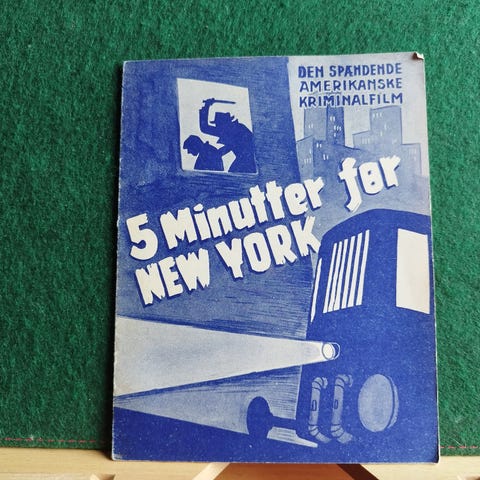 DEN SPÆNDENDE
AMERIKANSKE
KRIMINALFILM
5 Minutter før
NEW YORK